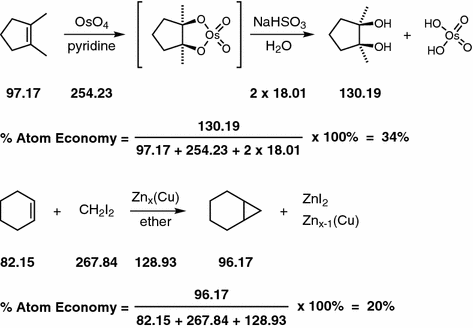 OsO4
pyridine
O
O
Os
O
O
NaHSO3
H2O
OH
OH
+
HO
HO
Os
O
O
97.17
254.23
2 x 18.01
130.19
% Atom Economy = 130.19 / 97.17 + 254.23 + 2 x 18.01 x 100% = 34%
+
CH2I2
Znx(Cu)
ether
+
ZnI2
Znx-1(Cu)
82.15
267.84
128.93
96.17
% Atom Economy = 96.17 / 82.15 + 267.84 + 128.93 x 100% = 20%